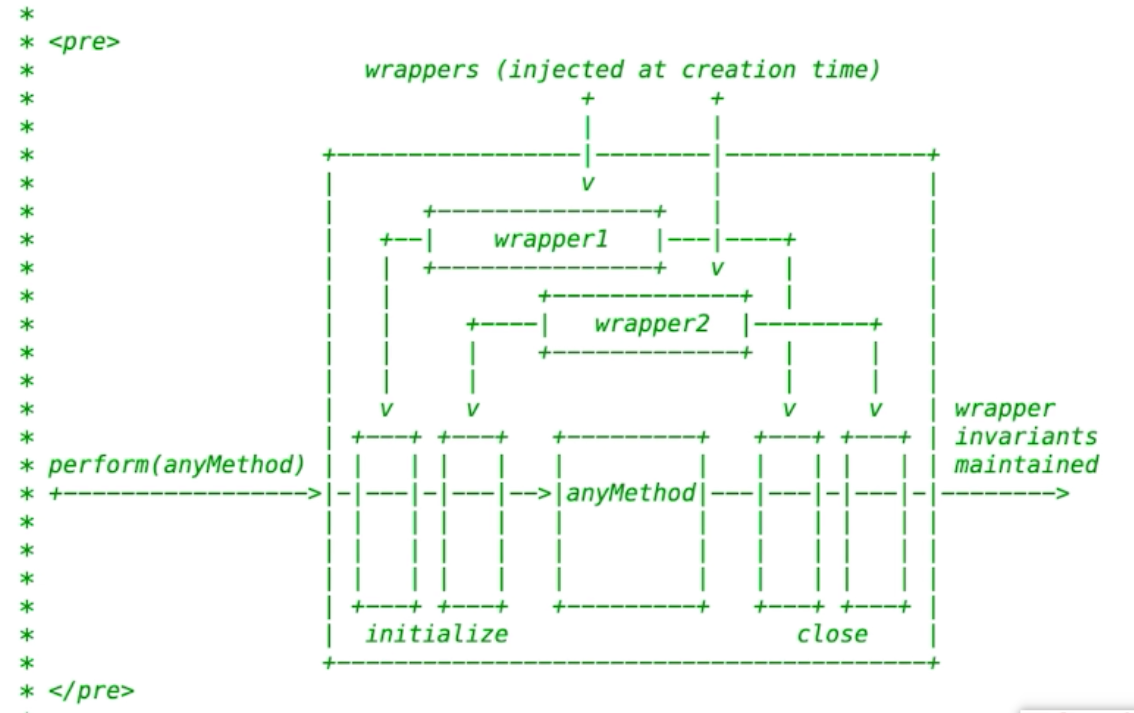 *
* <pre>
*                       wrappers (injected at creation time)
*                                      +        +
*                                      |        |
*                    +-----------------|--------|--------------+
*                    |                 v        |              |
*                    |      +---------------+   |              |
*                    |   +--|    wrapper1   |---|----+         |
*                    |   |  +---------------+   v    |         |
*                    |   |          +-------------+  |         |
*                    |   |     +----|   wrapper2  |--------+   |
*                    |   |     |    +-------------+  |     |   |
*                    |   |     |                     |     |   |
*                    |   v     v                     v     v   | wrapper
*                    | +---+ +---+   +---------+   +---+ +---+ | invariants
* perform(anyMethod) | |   | |   |   |         |   |   | |   | | maintained
* +----------------->|-|---|-|---|-->|anyMethod|---|---|-|---|-|-------->
*                    | |   | |   |   |         |   |   | |   | |
*                    | |   | |   |   |         |   |   | |   | |
*                    | |   | |   |   |         |   |   | |   | |
*                    | +---+ +---+   +---------+   +---+ +---+ |
*                    |  initialize                    close    |
*                    +-----------------------------------------+
* </pre>